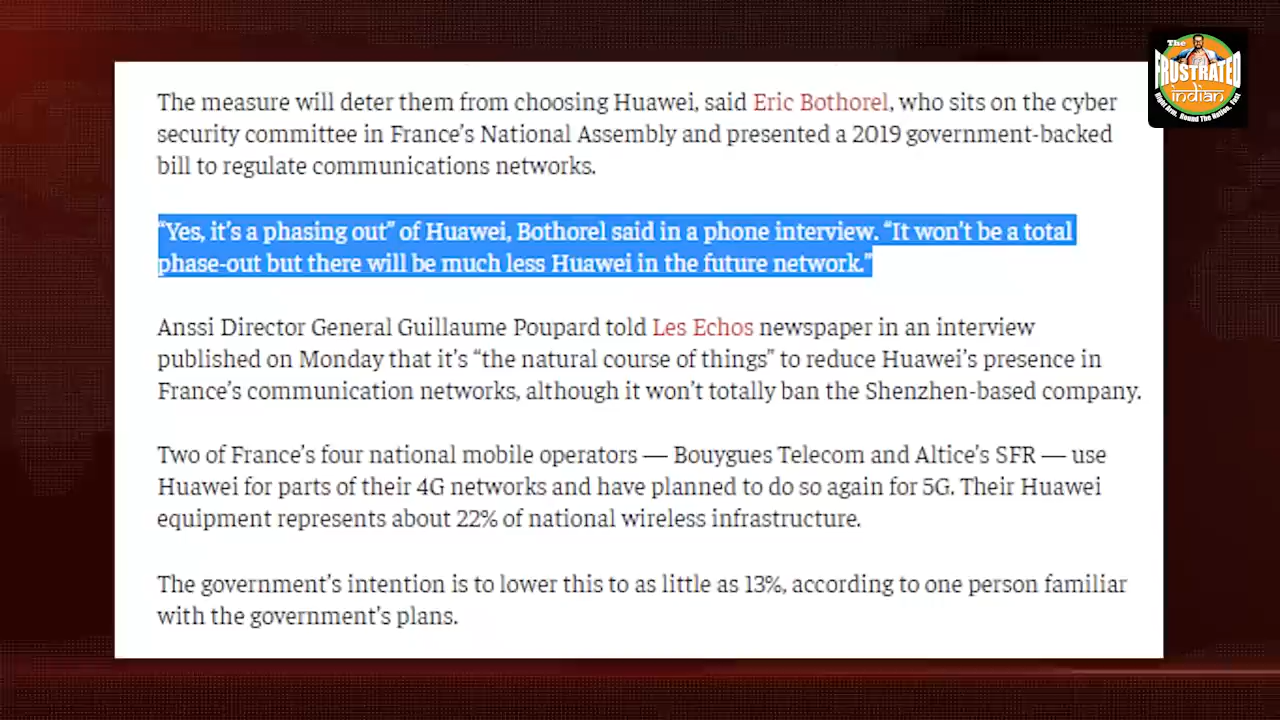 The
FRUSTRATED
indian
Right Arm. Round The Nation. Task
The measure will deter them from choosing Huawei, said Eric Bothorel, who sits on the cyber
security committee in France’s National Assembly and presented a 2019 government-backed
bill to regulate communications networks.
“Yes, it’s a phasing out” of Huawei, Bothorel said in a phone interview. “It won’t be a total
phase-out but there will be much less Huawei in the future network.”
Anssi Director General Guillaume Poupard told Les Echos newspaper in an interview
published on Monday that it’s “the natural course of things” to reduce Huawei’s presence in
France’s communication networks, although it won’t totally ban the Shenzhen-based company.
Two of France’s four national mobile operators — Bouygues Telecom and Altice’s SFR — use
Huawei for parts of their 4G networks and have planned to do so again for 5G. Their Huawei
equipment represents about 22% of national wireless infrastructure.
The government’s intention is to lower this to as little as 13%, according to one person familiar
with the government’s plans.